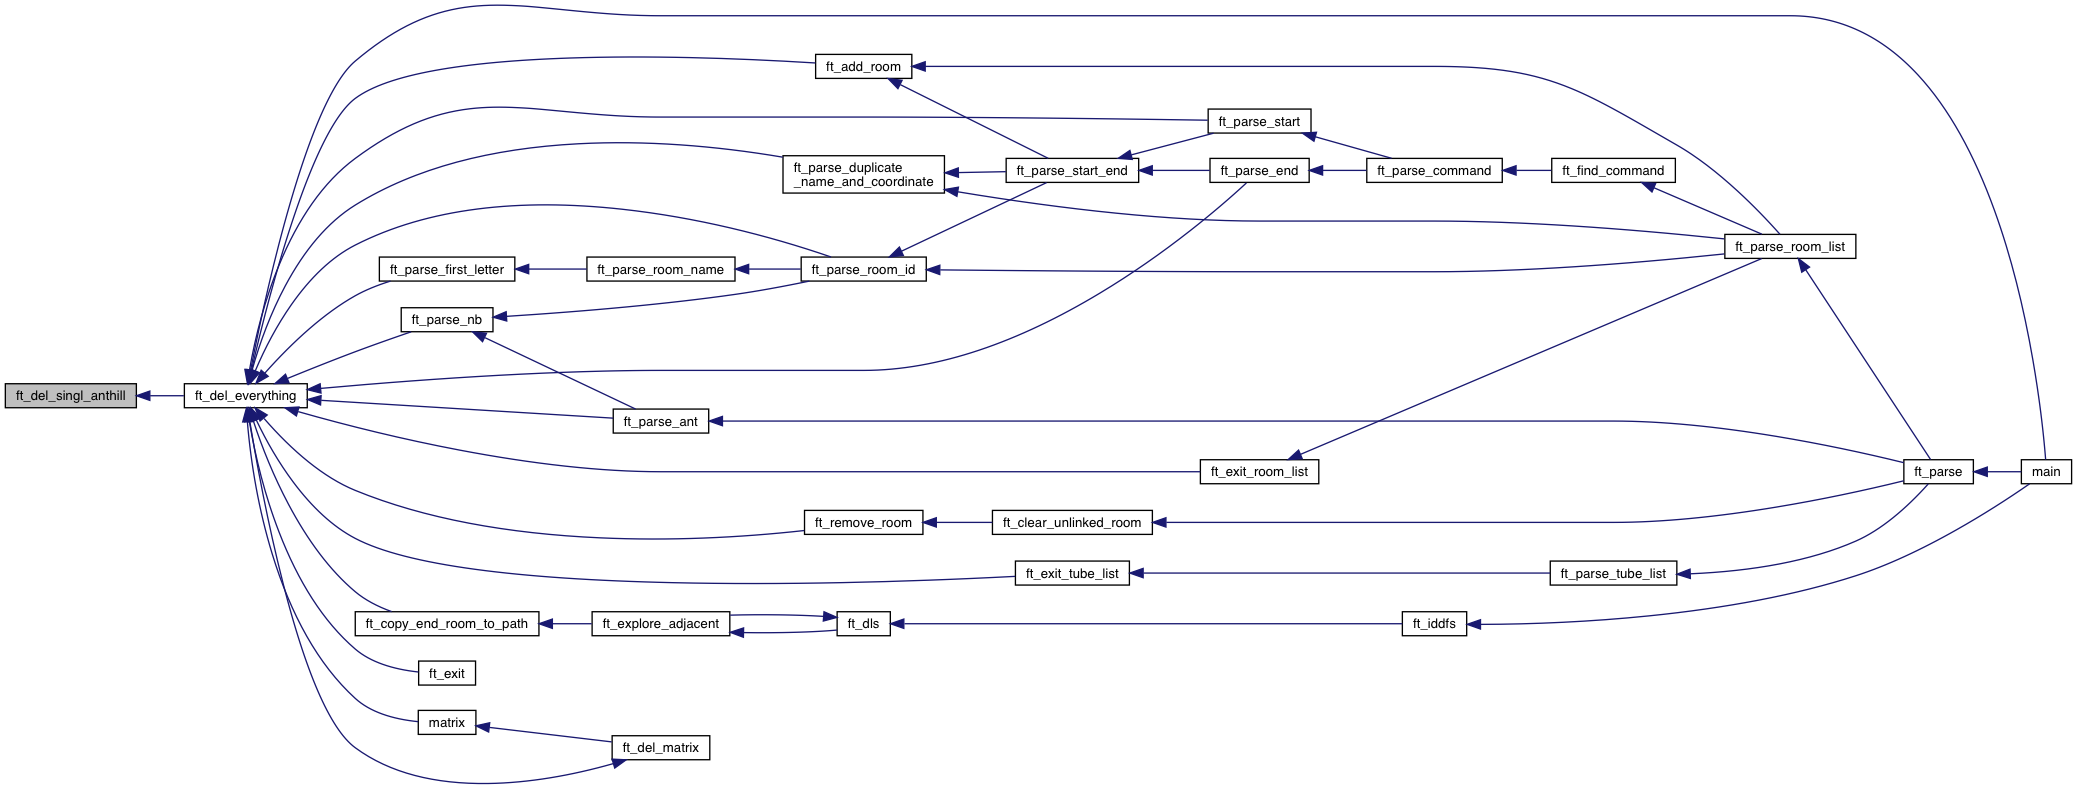 ft_add_room
ft_parse_start
ft_parse_duplicate
_name_and_coordinate
ft_parse_start_end
ft_parse_end
ft_parse_command
ft_find_command
ft_parse_room_list
ft_parse_first_letter
ft_parse_room_name
ft_parse_room_id
ft_parse_nb
ft_del_singl_anthill
ft_del_everything
ft_parse_ant
ft_exit_room_list
ft_parse
main
ft_remove_room
ft_clear_unlinked_room
ft_exit_tube_list
ft_parse_tube_list
ft_copy_end_room_to_path
ft_explore_adjacent
ft_dls
ft_iddfs
ft_exit
matrix
ft_del_matrix